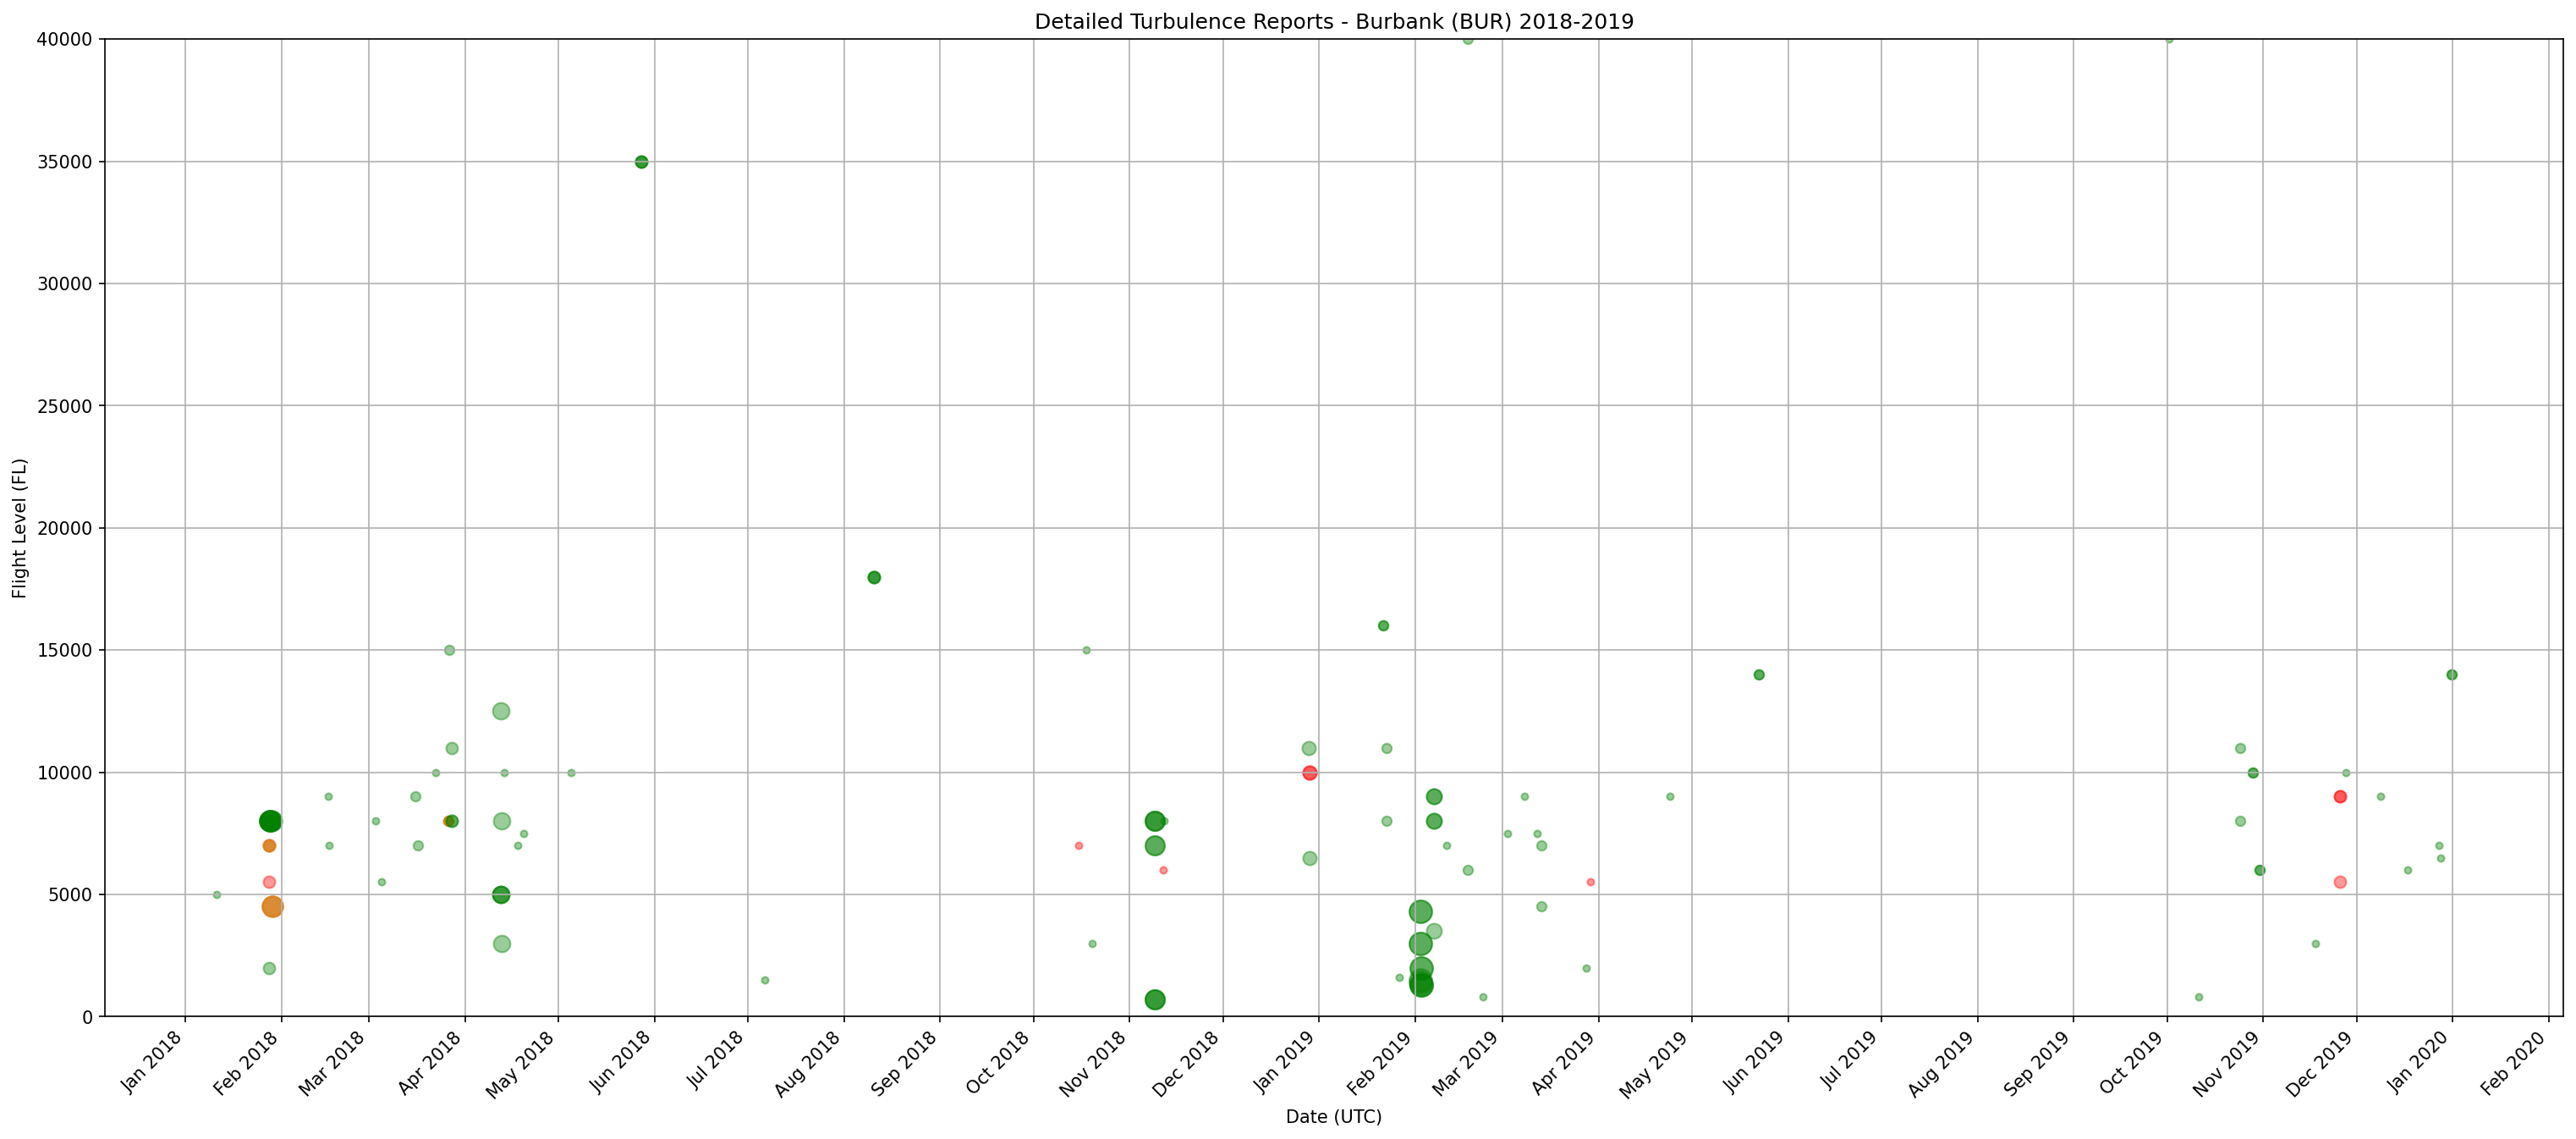 Detailed Turbulence Reports - Burbank (BUR) 2018-2019
40000
35000
30000
25000
20000
15000
10000
5000
0
Flight Level (FL)
Jan 2018
Feb 2018
Mar 2018
Apr 2018
May 2018
Jun 2018
Jul 2018
Aug 2018
Sep 2018
Oct 2018
Nov 2018
Dec 2018
Jan 2019
Feb 2019
Mar 2019
Apr 2019
May 2019
Jun 2019
Jul 2019
Aug 2019
Sep 2019
Oct 2019
Nov 2019
Dec 2019
Jan 2020
Feb 2020
Date (UTC)